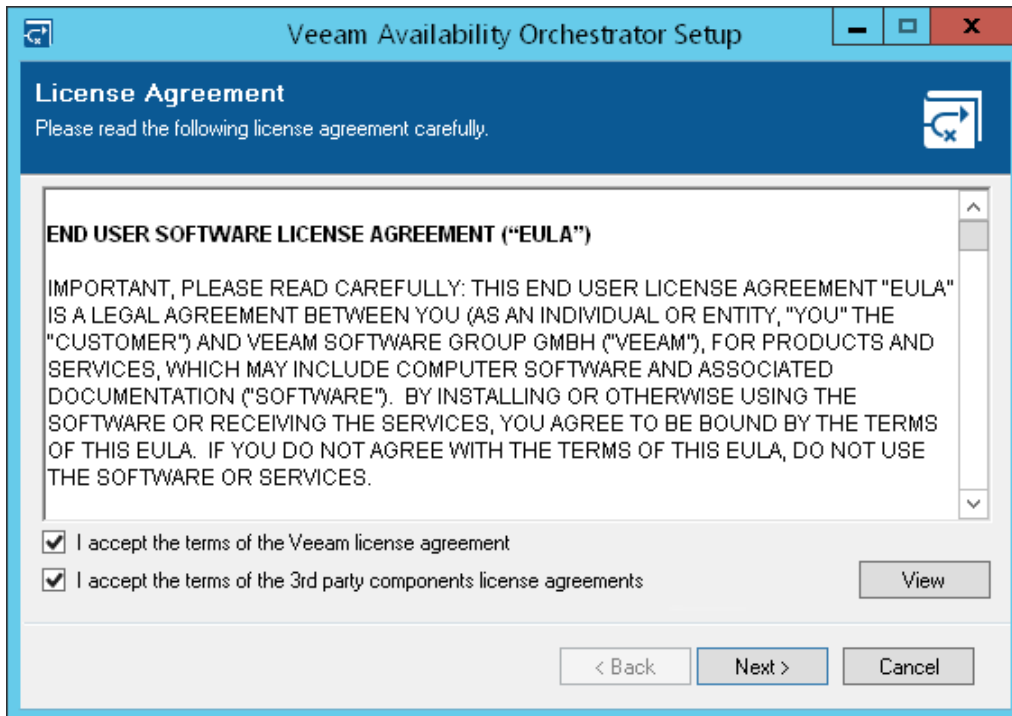 Veeam Availability Orchestrator Setup
License Agreement
Please read the following license agreement carefully.
END USER SOFTWARE LICENSE AGREEMENT (“EULA”)
IMPORTANT, PLEASE READ CAREFULLY: THIS END USER LICENSE AGREEMENT "EULA"
IS A LEGAL AGREEMENT BETWEEN YOU (AS AN INDIVIDUAL OR ENTITY, "YOU" THE
"CUSTOMER") AND VEEAM SOFTWARE GROUP GMBH ("VEEAM"), FOR PRODUCTS AND
SERVICES, WHICH MAY INCLUDE COMPUTER SOFTWARE AND ASSOCIATED
DOCUMENTATION ("SOFTWARE").  BY INSTALLING OR OTHERWISE USING THE
SOFTWARE OR RECEIVING THE SERVICES, YOU AGREE TO BE BOUND BY THE TERMS
OF THIS EULA.  IF YOU DO NOT AGREE WITH THE TERMS OF THIS EULA, DO NOT USE
THE SOFTWARE OR SERVICES.
I accept the terms of the Veeam license agreement
I accept the terms of the 3rd party components license agreements
View
< Back
Next >
Cancel